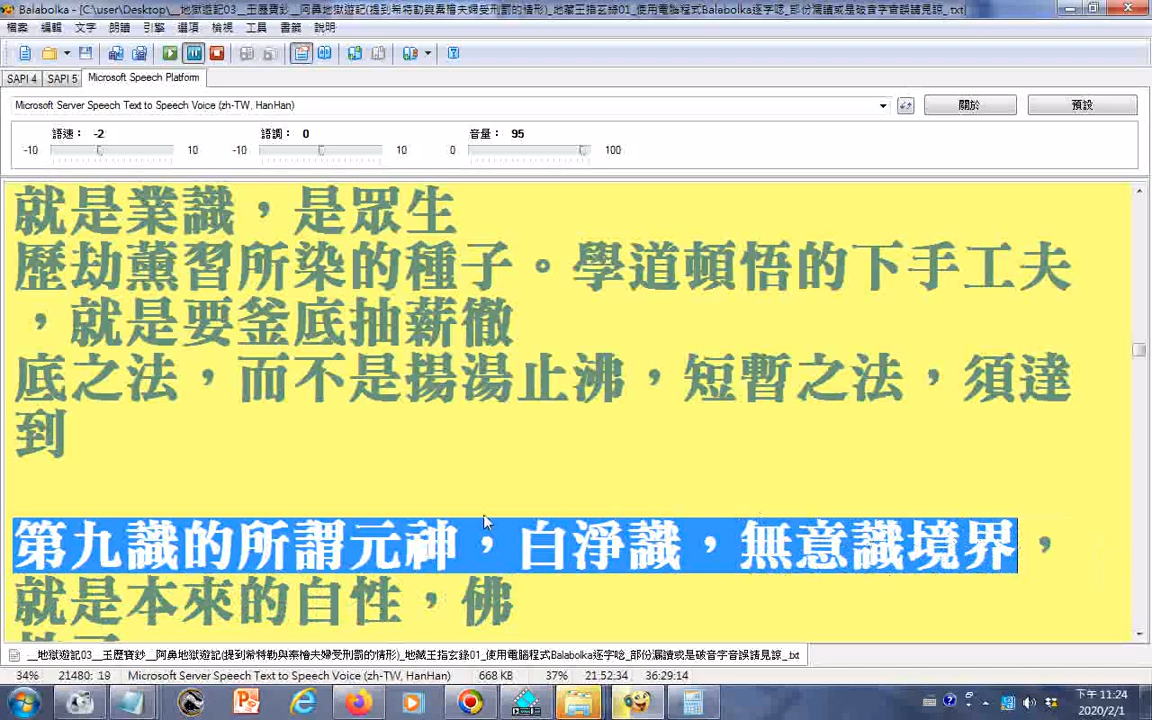 Balabolka - [C:\user\Desktop\__地獄遊記03__玉歷寶鈔__阿鼻地獄遊記(提到希特勒與秦檜夫婦受刑罰的情形)_地藏王指玄錄01_使用電腦程式Balabolka逐字唸_部份漏讀或是破音字音誤請見諒_.txt]
檔案 編輯 文字 朗讀 引擎 選項 檢視 工具 書籤 說明
SAPI 4 SAPI 5 Microsoft Speech Platform
Microsoft Server Speech Text to Speech Voice (zh-TW, HanHan) 關於 預設
語速： -2 語調： 0 音量： 95
-10 10 -10 10 0 100
就是業識，是眾生
歷劫薰習所染的種子。學道頓悟的下手工夫
，就是要釜底抽薪徹
底之法，而不是揚湯止沸，短暫之法，須達
到
第九識的所謂元神，白淨識，無意識境界，
就是本來的自性，佛
__地獄遊記03__玉歷寶鈔__阿鼻地獄遊記(提到希特勒與秦檜夫婦受刑罰的情形)_地藏王指玄錄01_使用電腦程式Balabolka逐字唸_部份漏讀或是破音字音誤請見諒_.txt
34% 21480: 19 Microsoft Server Speech Text to Speech Voice (zh-TW, HanHan) 668 KB 37% 21:52:34 36:29:14
下午 11:24
2020/2/1